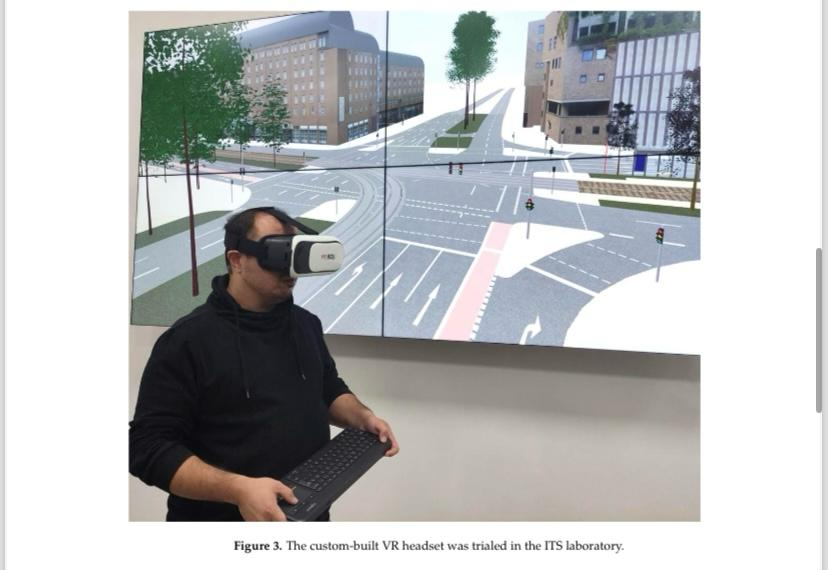 Figure 3. The custom-built VR headset was trialed in the ITS laboratory.